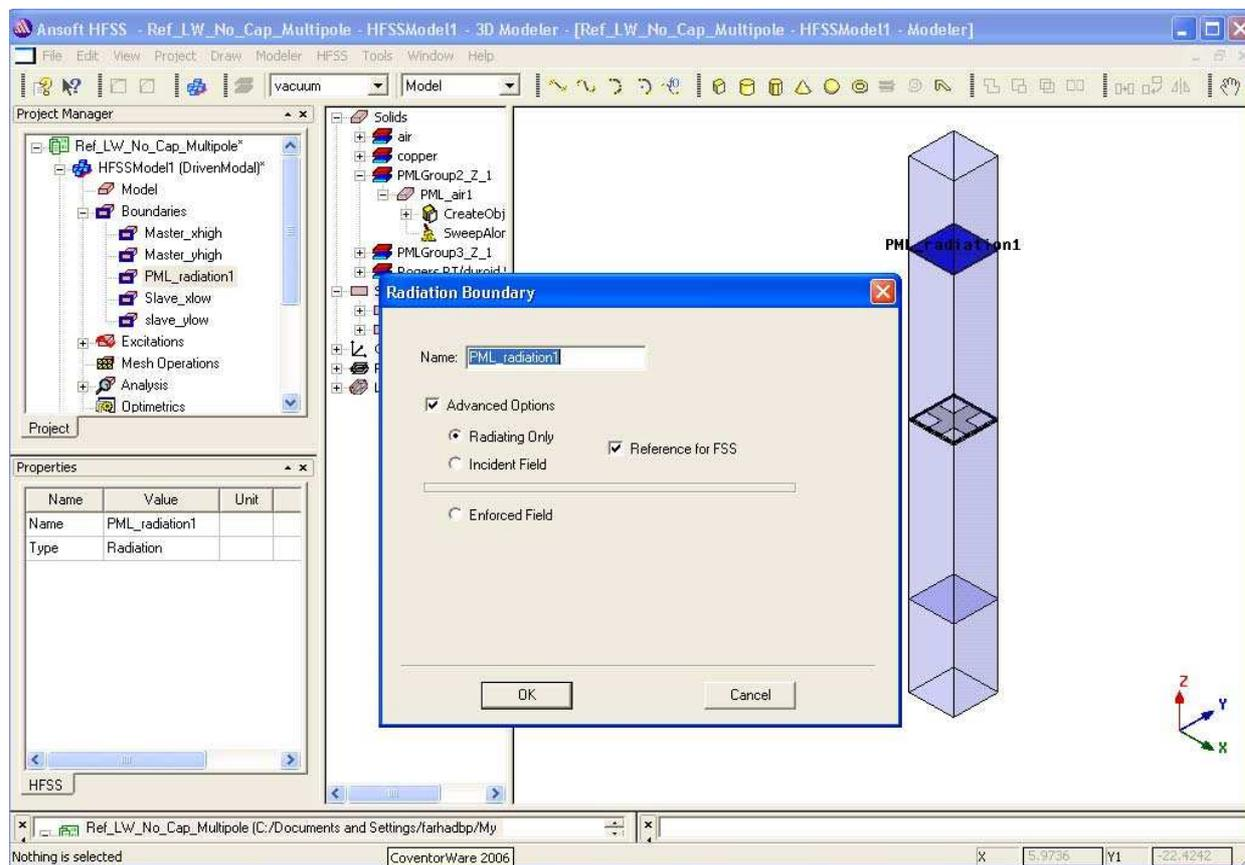 Ansoft HFSS - Ref_LW_No_Cap_Multipole - HFSSModel1 - 3D Modeler - [Ref_LW_No_Cap_Multipole - HFSSModel1 - Modeler]
File Edit View Project Draw Modeler HFSS Tools Window Help
vacuum Model
Project Manager
Ref_LW_No_Cap_Multipole*
HFSSModel1 (DrivenModal)*
Model
Boundaries
Master_xhigh
Master_yhigh
PML_radiation1
Slave_xlow
slave_ylow
Excitations
Mesh Operations
Analysis
Optimetrics
Project
Properties
Name Value Unit
Name PML_radiation1
Type Radiation
HFSS
Solids
air
copper
PMLGroup2_Z_1
PML_air1
CreateObj
SweepAlor
PMLGroup3_Z_1
Rogers RT/duroid
PML_radiation1
Radiation Boundary
Name: PML_radiation1
Advanced Options
Radiating Only
Reference for FSS
Incident Field
Enforced Field
OK Cancel
Z
Y
X
Ref_LW_No_Cap_Multipole (C:/Documents and Settings/farhadbp/My
Nothing is selected CoventorWare 2006 X 5.9736 Y1 -22.4242